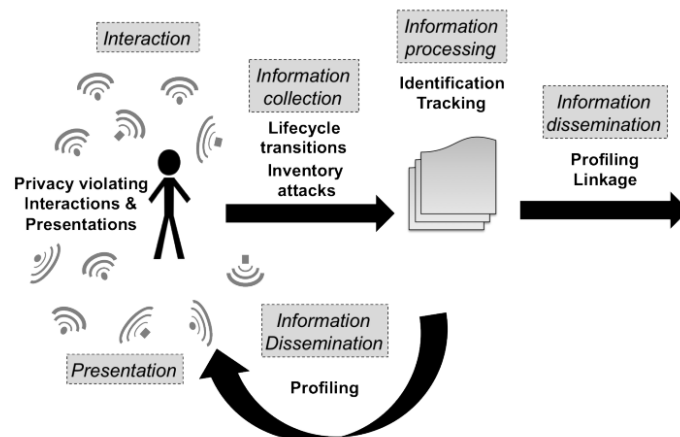 Interaction
Information
processing
Information
collection
Identification
Tracking
Information
dissemination
Lifecycle
transitions
Inventory
attacks
Profiling
Linkage
Privacy violating
Interactions &
Presentations
Information
Dissemination
Presentation
Profiling